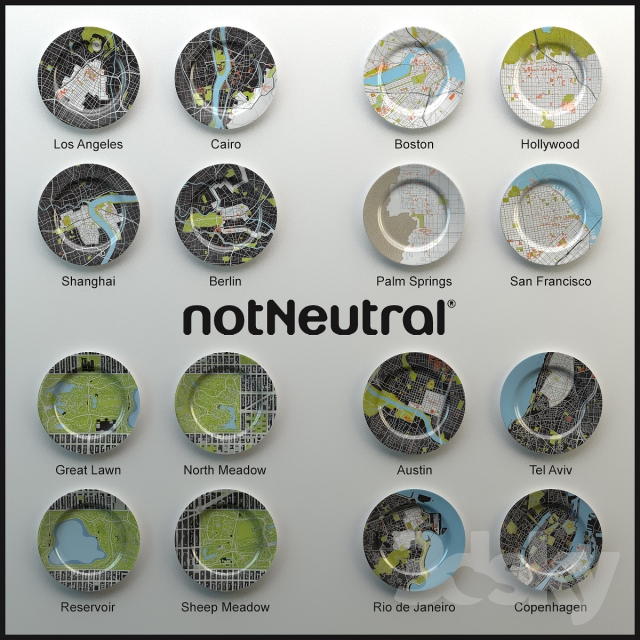 Los Angeles Cairo Boston Hollywood
Shanghai Berlin Palm Springs San Francisco
notNeutral®
Great Lawn North Meadow Austin Tel Aviv
Reservoir Sheep Meadow Rio de Janeiro Copenhagen
3dsky